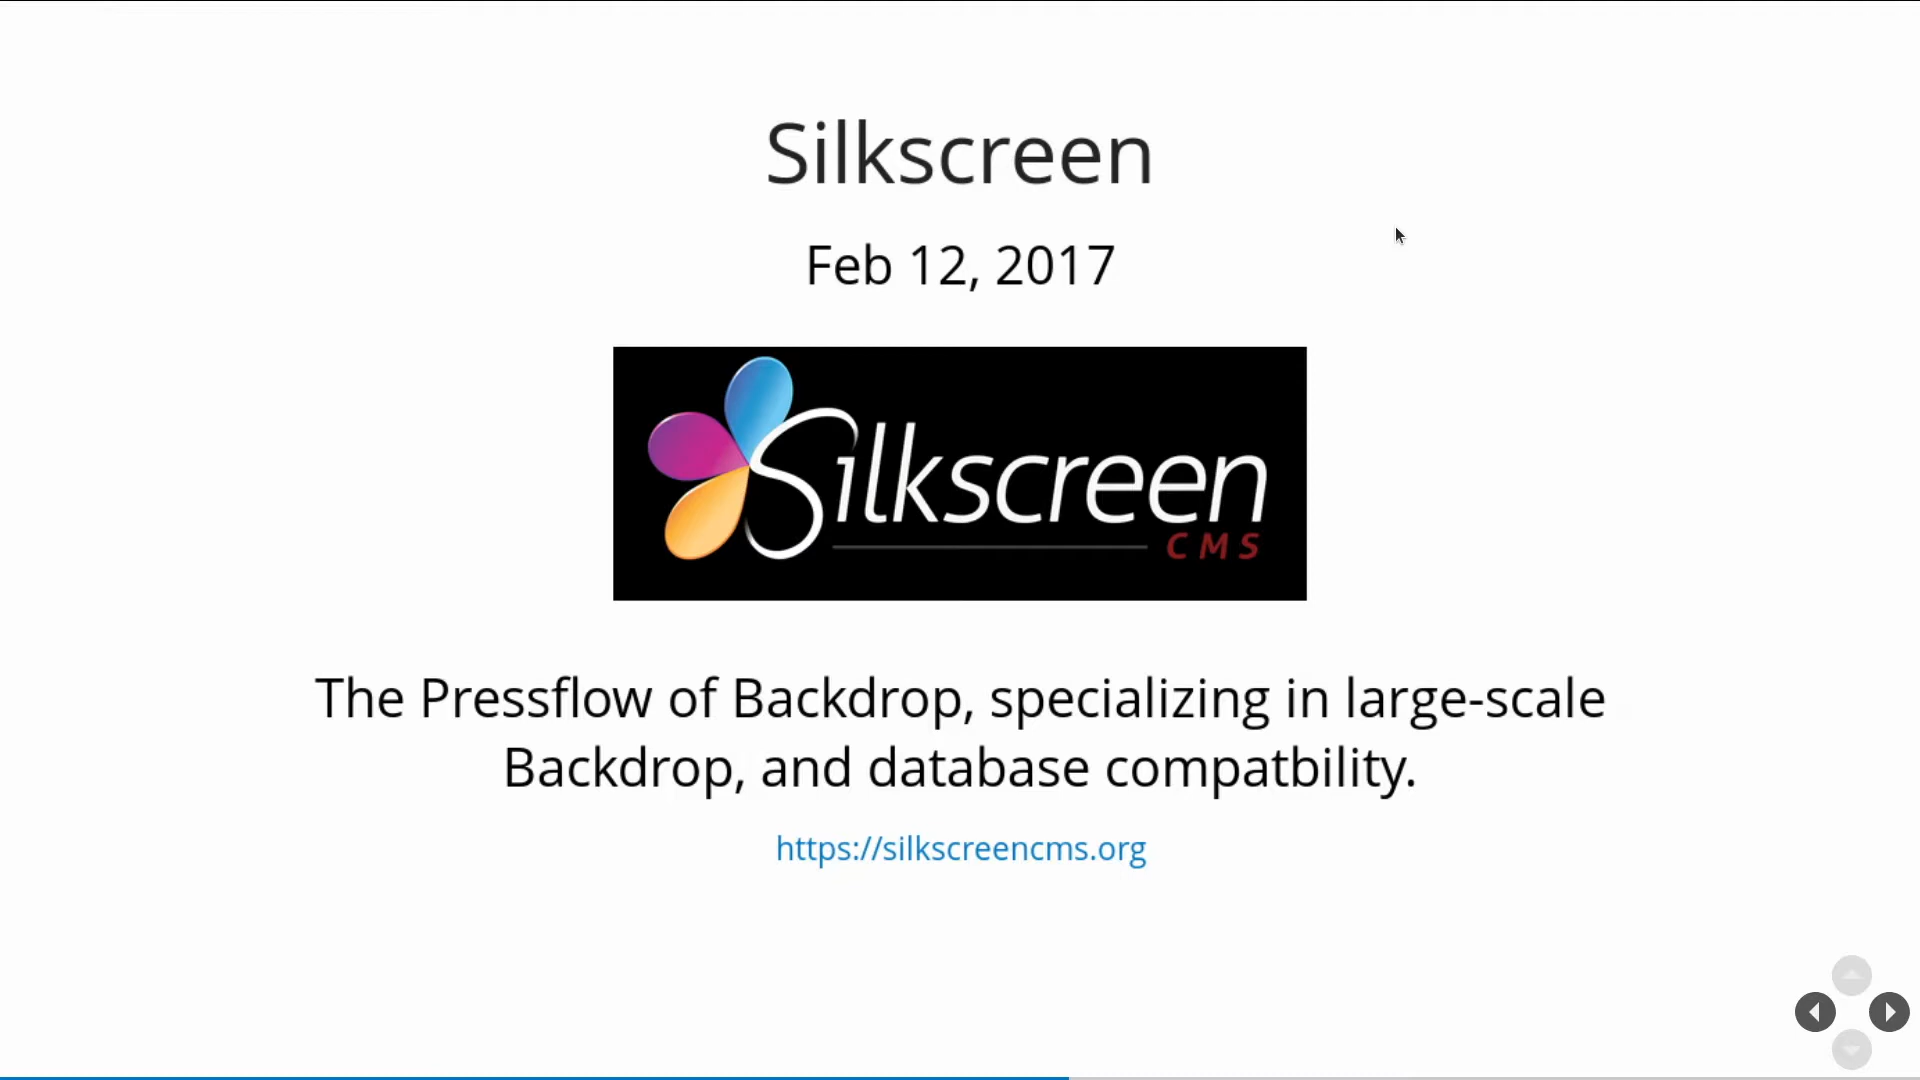 Silkscreen
Feb 12, 2017
Silkscreen
CMS
The Pressflow of Backdrop, specializing in large-scale
Backdrop, and database compatbility.
https://silkscreencms.org